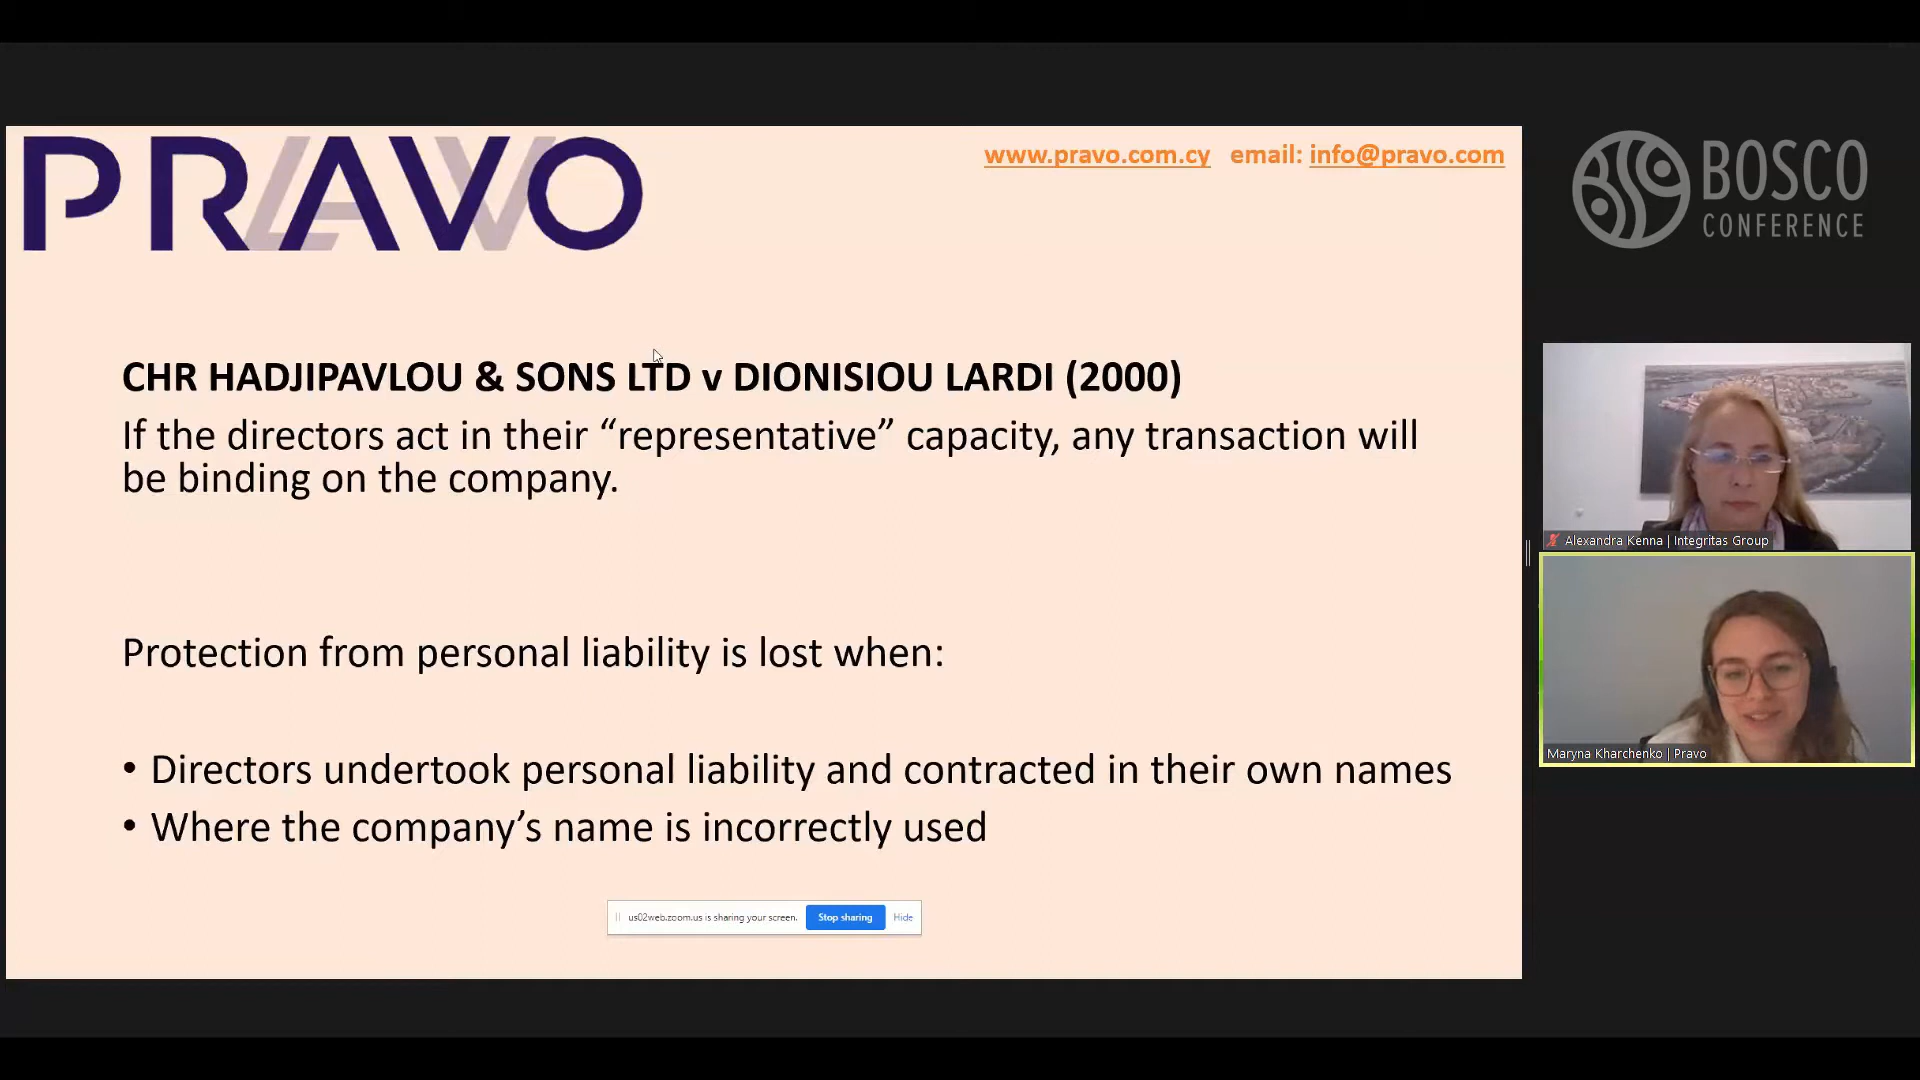 PRAVO
LAW
www.pravo.com.cy email: info@pravo.com
CHR HADJIPAVLOU & SONS LTD v DIONISIOU LARDI (2000)
If the directors act in their “representative” capacity, any transaction will
be binding on the company.
Protection from personal liability is lost when:
• Directors undertook personal liability and contracted in their own names
• Where the company’s name is incorrectly used
us02web.zoom.us is sharing your screen. Stop sharing Hide
BSC
BOSCO
CONFERENCE
Alexandra Kenna | Integritas Group
Maryna Kharchenko | Pravo